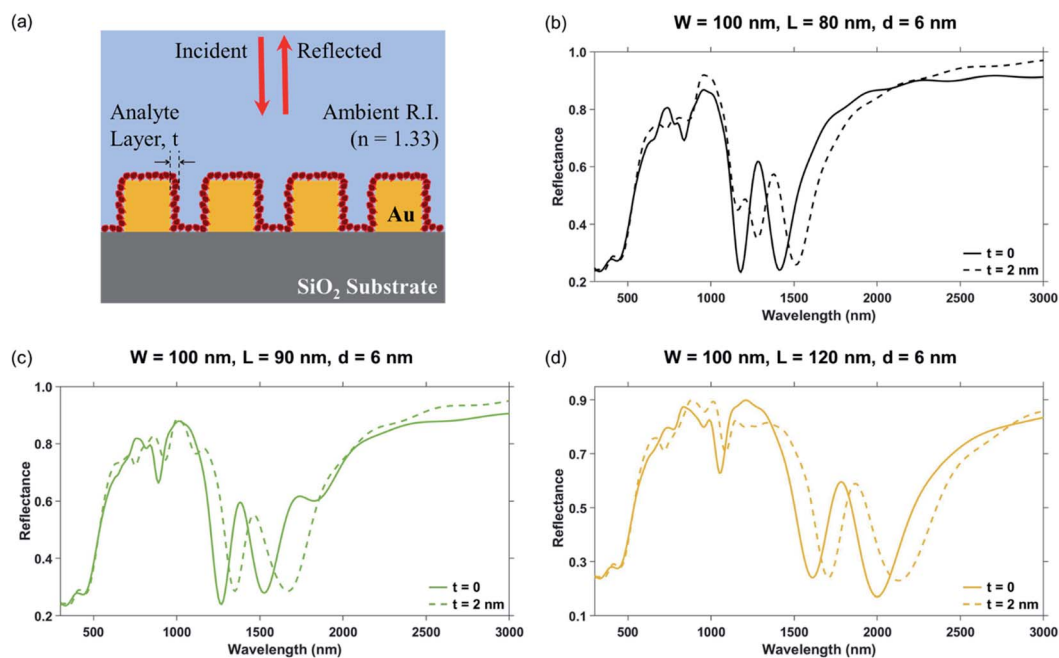 (a)
Incident Reflected
Analyte
Layer, t
Ambient R.I.
(n = 1.33)
Au
SiO₂ Substrate
(b)
W = 100 nm, L = 80 nm, d = 6 nm
Reflectance
1.0
0.8
0.6
0.4
0.2
t = 0
t = 2 nm
500 1000 1500 2000 2500 3000
Wavelength (nm)
(c)
W = 100 nm, L = 90 nm, d = 6 nm
Reflectance
1.0
0.8
0.6
0.4
0.2
t = 0
t = 2 nm
500 1000 1500 2000 2500 3000
Wavelength (nm)
(d)
W = 100 nm, L = 120 nm, d = 6 nm
Reflectance
0.9
0.7
0.5
0.3
0.1
t = 0
t = 2 nm
500 1000 1500 2000 2500 3000
Wavelength (nm)